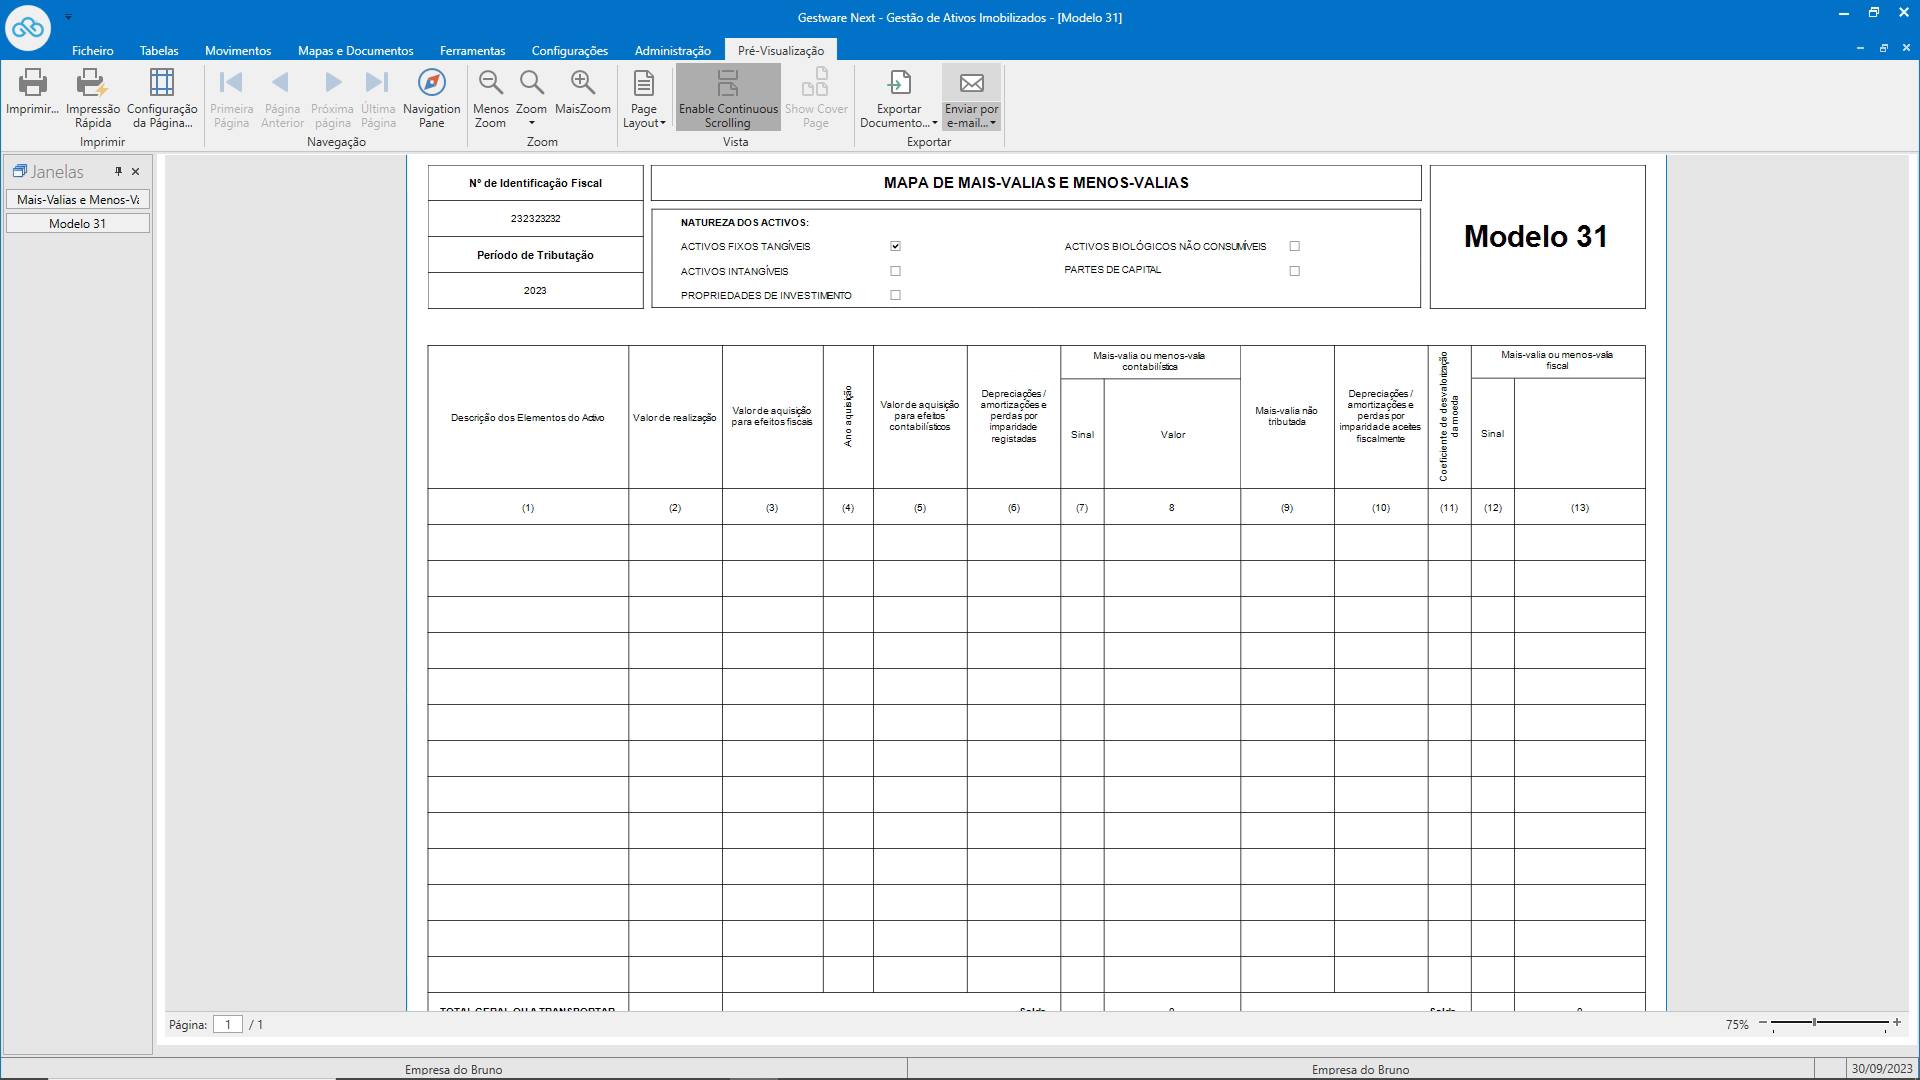 Gestware Next - Gestão de Ativos Imobilizados - [Modelo 31]
Ficheiro Tabelas Movimentos Mapas e Documentos Ferramentas Configurações Administração Pré-Visualização
Imprimir...
Impressão
Rápida
Configuração
da Página...
Imprimir
Primeira
Página
Página
Anterior
Próxima
página
Última
Página
Navigation
Pane
Navegação
Menos
Zoom
Zoom
MaisZoom
Zoom
Page
Layout
Enable Continuous
Scrolling
Show Cover
Page
Vista
Exportar
Documento...
Enviar por
e-mail...
Exportar
Janelas
Mais-Valias e Menos-Va
Modelo 31
Nº de Identificação Fiscal
232323232
Período de Tributação
2023
MAPA DE MAIS-VALIAS E MENOS-VALIAS
NATUREZA DOS ACTIVOS:
ACTIVOS FIXOS TANGÍVEIS
ACTIVOS INTANGÍVEIS
PROPRIEDADES DE INVESTIMENTO
ACTIVOS BIOLÓGICOS NÃO CONSUMÍVEIS
PARTES DE CAPITAL
Modelo 31
Descrição dos Elementos do Activo
Valor de realização
Valor de aquisição
para efeitos fiscais
Ano aquisição
Valor de aquisição
para efeitos
contabilísticos
Depreciações /
amortizações e
perdas por
imparidade
registadas
Mais-valia ou menos-valia
contabilística
Sinal
Valor
Mais-valia não
tributada
Depreciações /
amortizações e
perdas por
imparidade aceites
fiscalmente
Coeficiente de desvalorização
da moeda
Mais-valia ou menos-valia
fiscal
Sinal
(1) (2) (3) (4) (5) (6) (7) 8 (9) (10) (11) (12) (13)
TOTAL GERAL OU A TRANSPORTAR Saldo 0 Saldo 0
Página: 1 / 1
75%
Empresa do Bruno
Empresa do Bruno
30/09/2023